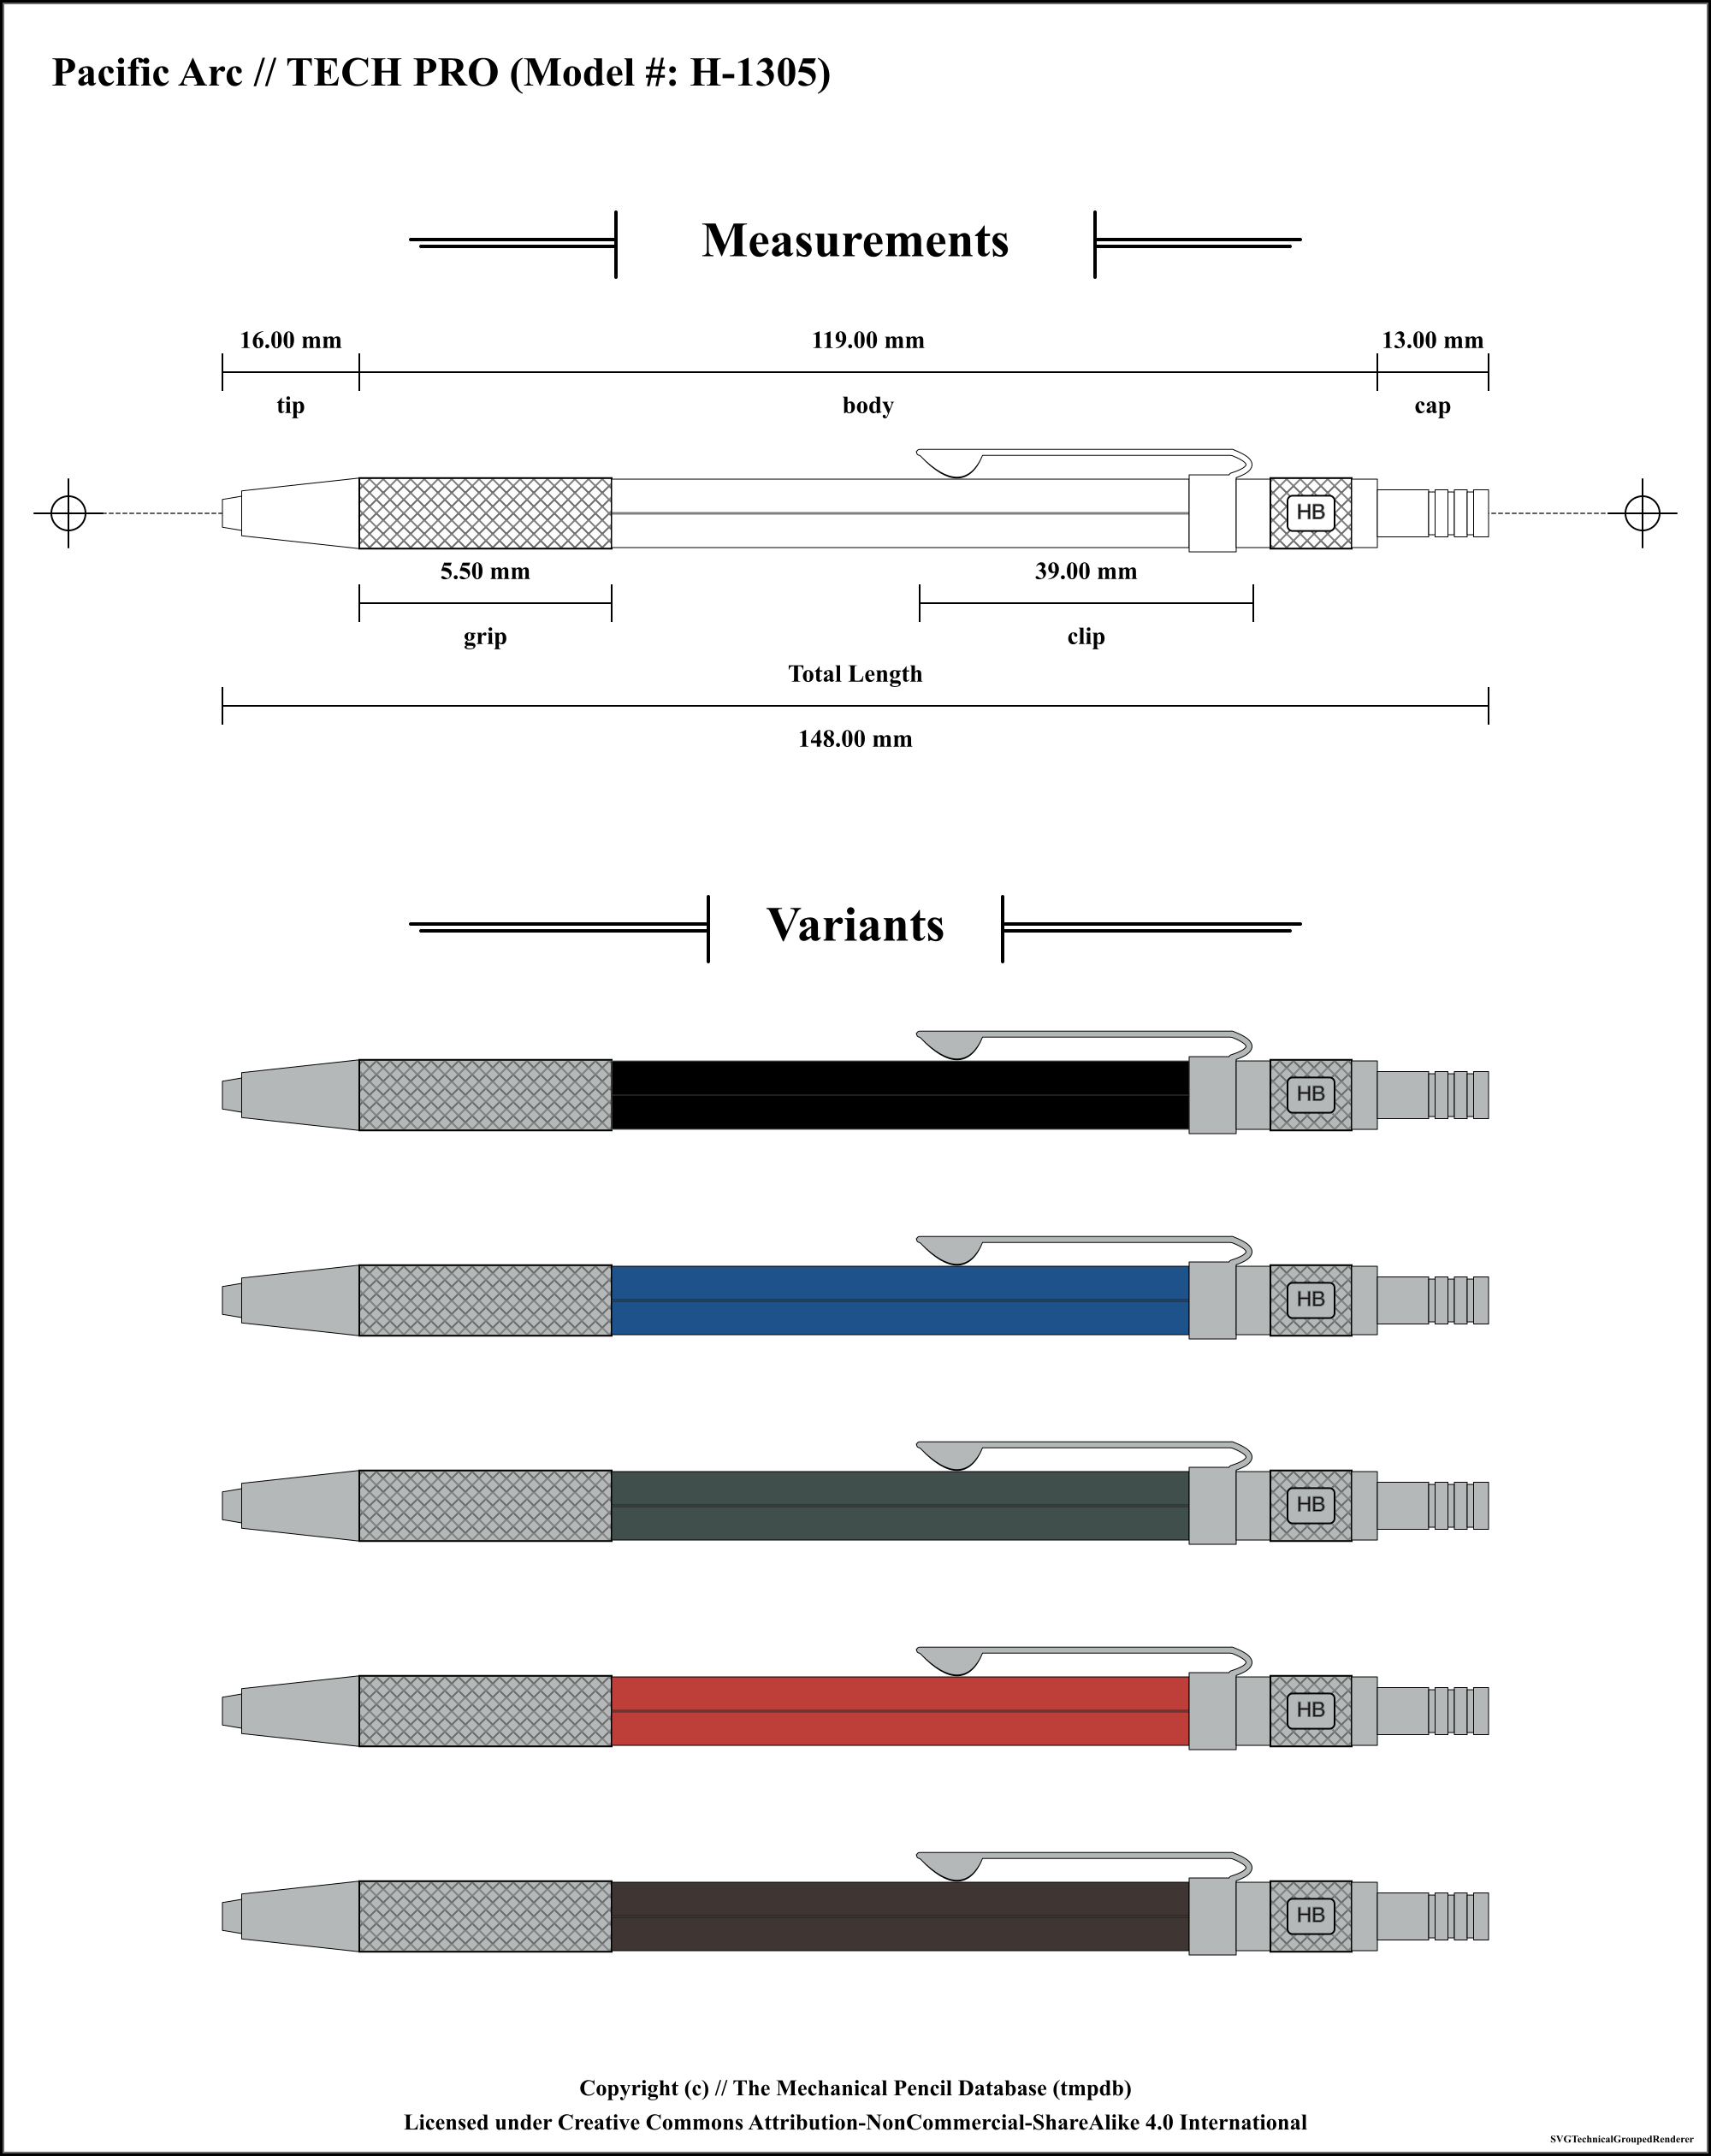 Pacific Arc // TECH PRO (Model #: H-1305)
Measurements
16.00 mm
119.00 mm
13.00 mm
tip
body
cap
HB
5.50 mm
39.00 mm
grip
clip
Total Length
148.00 mm
Variants
HB
HB
HB
HB
HB
Copyright (c) // The Mechanical Pencil Database (tmpdb)
Licensed under Creative Commons Attribution-NonCommercial-ShareAlike 4.0 International
SVGTechnicalGroupedRenderer